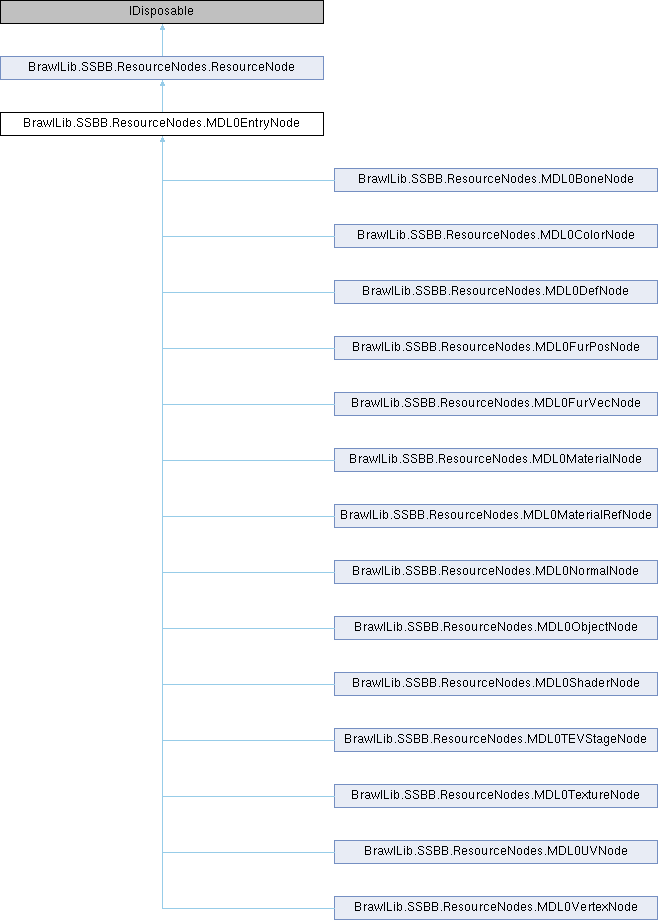 IDisposable
BrawlLib.SSBB.ResourceNodes.ResourceNode
BrawlLib.SSBB.ResourceNodes.MDL0EntryNode
BrawlLib.SSBB.ResourceNodes.MDL0BoneNode
BrawlLib.SSBB.ResourceNodes.MDL0ColorNode
BrawlLib.SSBB.ResourceNodes.MDL0DefNode
BrawlLib.SSBB.ResourceNodes.MDL0FurPosNode
BrawlLib.SSBB.ResourceNodes.MDL0FurVecNode
BrawlLib.SSBB.ResourceNodes.MDL0MaterialNode
BrawlLib.SSBB.ResourceNodes.MDL0MaterialRefNode
BrawlLib.SSBB.ResourceNodes.MDL0NormalNode
BrawlLib.SSBB.ResourceNodes.MDL0ObjectNode
BrawlLib.SSBB.ResourceNodes.MDL0ShaderNode
BrawlLib.SSBB.ResourceNodes.MDL0TEVStageNode
BrawlLib.SSBB.ResourceNodes.MDL0TextureNode
BrawlLib.SSBB.ResourceNodes.MDL0UVNode
BrawlLib.SSBB.ResourceNodes.MDL0VertexNode